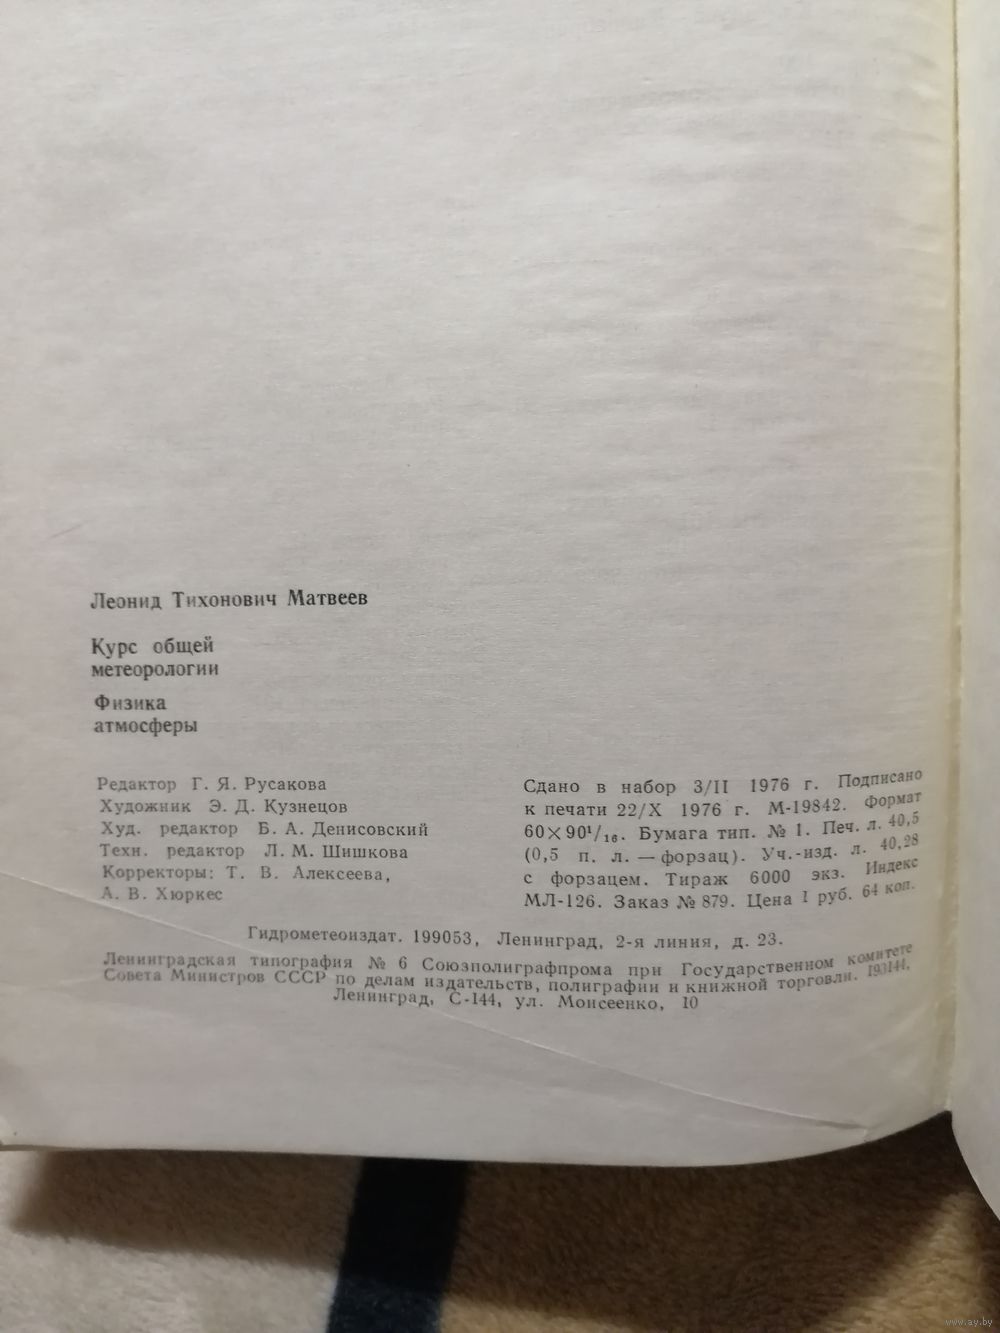 Леонид Тихонович Матвеев
Курс общей
метеорологии
Физика
атмосферы
Редактор Г. Я. Русакова
Художник Э. Д. Кузнецов
Худ. редактор Б. А. Денисовский
Техн. редактор Л. М. Шишкова
Корректоры: Т. В. Алексеева,
А. В. Хюркес
Сдано в набор 3/II 1976 г. Подписано
к печати 22/X 1976 г. М-19842. Формат
60×90¹/₁₆. Бумага тип. № 1. Печ. л. 40,5
(0,5 п. л. — форзац). Уч.-изд. л. 40,28
с форзацем. Тираж 6000 экз. Индекс
МЛ-126. Заказ № 879. Цена 1 руб. 64 коп.
Гидрометеоиздат. 199053, Ленинград, 2-я линия, д. 23.
Ленинградская типография № 6 Союзполиграфпрома при Государственном комитете
Совета Министров СССР по делам издательств, полиграфии и книжной торговли. 193144,
Ленинград, С-144, ул. Моисеенко, 10
www.ay.by